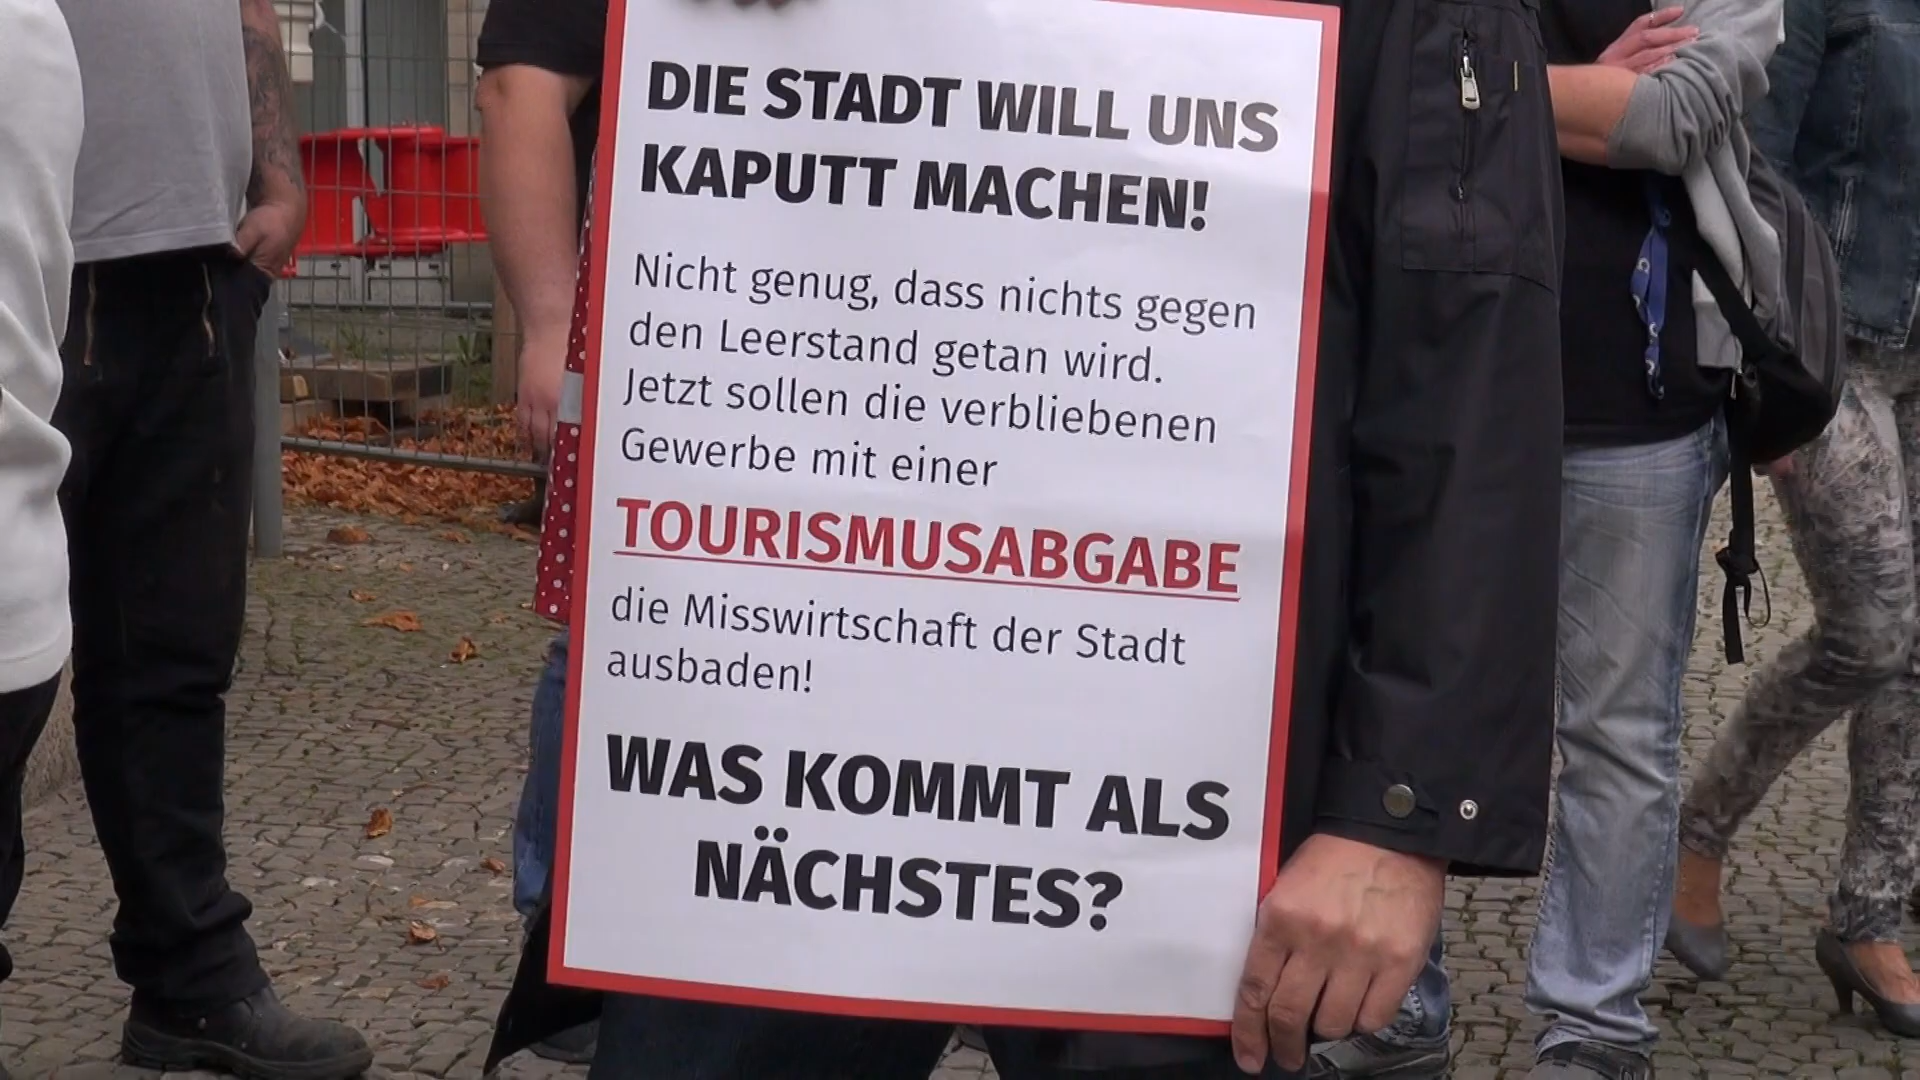 DIE STADT WILL UNS
KAPUTT MACHEN!
Nicht genug, dass nichts gegen
den Leerstand getan wird.
Jetzt sollen die verbliebenen
Gewerbe mit einer
TOURISMUSABGABE
die Misswirtschaft der Stadt
ausbaden!
WAS KOMMT ALS
NÄCHSTES?